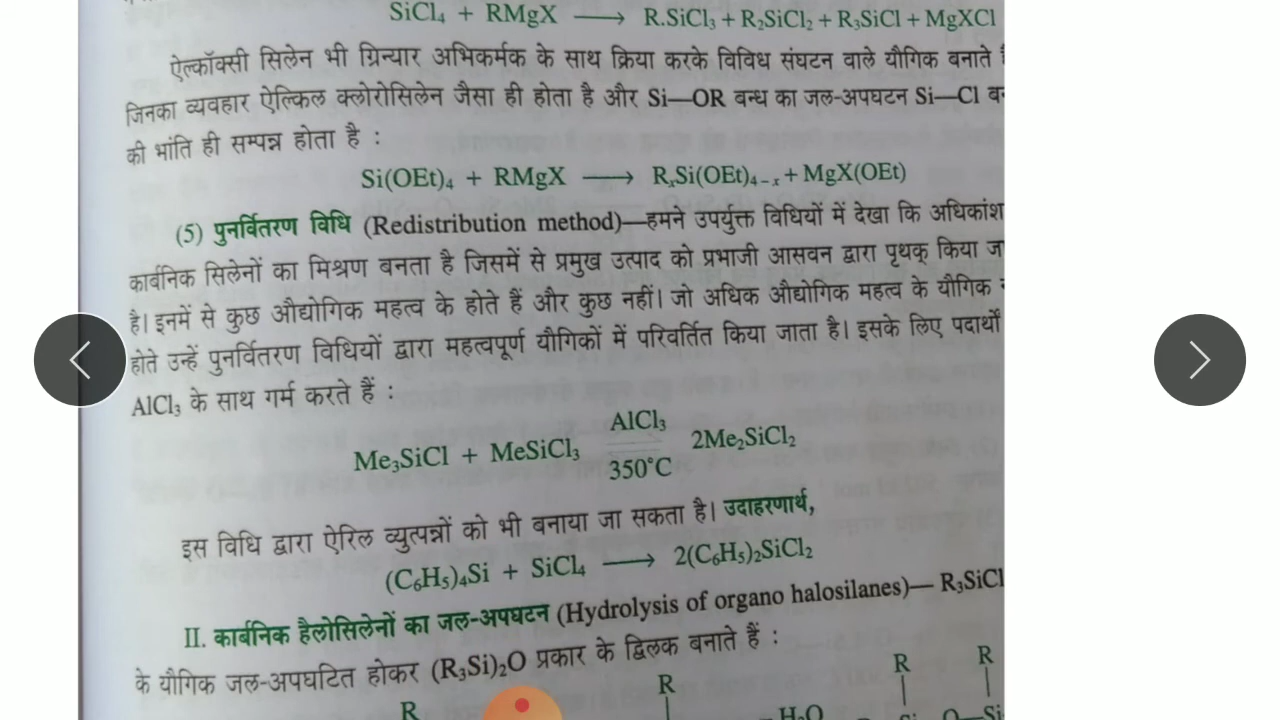 SiCl₄ + RMgX ⟶ R.SiCl₃ + R₂SiCl₂ + R₃SiCl + MgXCl
ऐल्कॉक्सी सिलेन भी ग्रिन्यार अभिकर्मक के साथ क्रिया करके विविध संघटन वाले यौगिक बनाते
जिनका व्यवहार ऐल्किल क्लोरोसिलेन जैसा ही होता है और Si—OR बन्ध का जल-अपघटन Si—Cl
की भांति ही सम्पन्न होता है :
Si(OEt)₄ + RMgX ⟶ RₓSi(OEt)₄₋ₓ + MgX(OEt)
(5) पुनर्वितरण विधि (Redistribution method)—हमने उपर्युक्त विधियों में देखा कि अधिकांश
कार्बनिक सिलेनों का मिश्रण बनता है जिसमें से प्रमुख उत्पाद को प्रभाजी आसवन द्वारा पृथक् किया
है। इनमें से कुछ औद्योगिक महत्व के होते हैं और कुछ नहीं। जो अधिक औद्योगिक महत्व के यौगिक
होते उन्हें पुनर्वितरण विधियों द्वारा महत्वपूर्ण यौगिकों में परिवर्तित किया जाता है। इसके लिए पदार्थों
AlCl₃ के साथ गर्म करते हैं :
AlCl₃
Me₃SiCl + MeSiCl₃ 2Me₂SiCl₂
350°C
इस विधि द्वारा ऐरिल व्युत्पन्नों को भी बनाया जा सकता है। उदाहरणार्थ,
(C₆H₅)₄Si + SiCl₄ ⟶ 2(C₆H₅)₂SiCl₂
II. कार्बनिक हैलोसिलेनों का जल-अपघटन (Hydrolysis of organo halosilanes)— R₃SiCl
के यौगिक जल-अपघटित होकर (R₃Si)₂O प्रकार के द्विलक बनाते हैं :
R R R R
H₂O O—Si